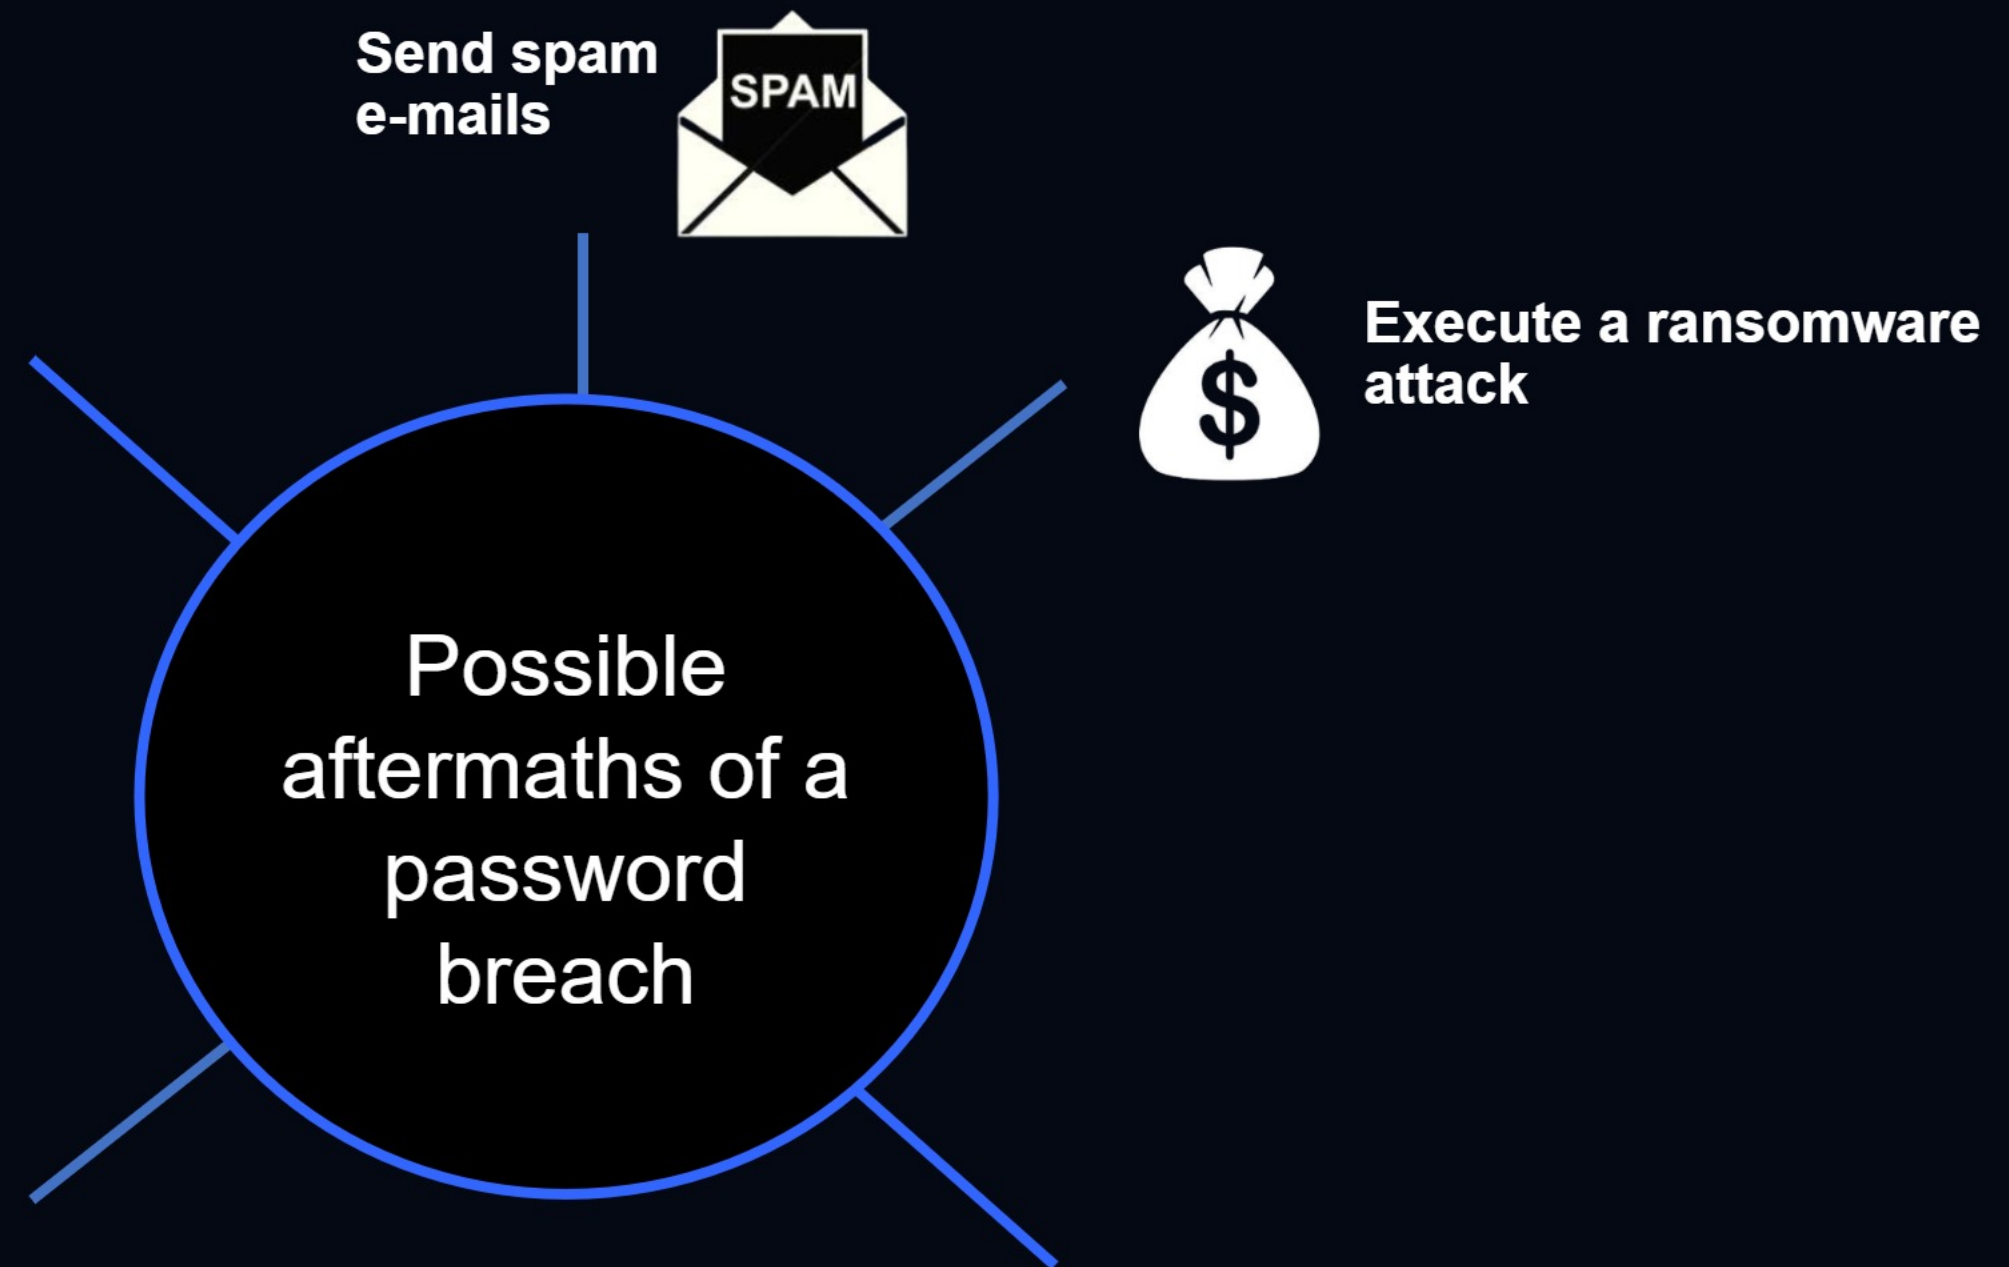 Send spam
e-mails
SPAM
$
Execute a ransomware
attack
Possible
aftermaths of a
password
breach